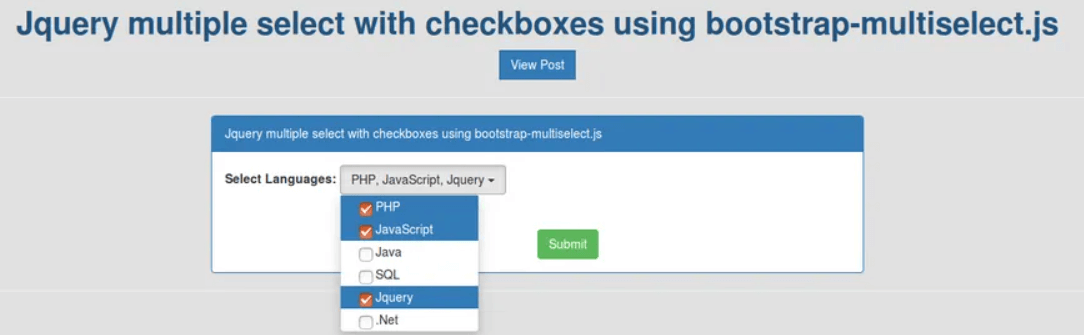 Jquery multiple select with checkboxes using bootstrap-multiselect.js
View Post
Jquery multiple select with checkboxes using bootstrap-multiselect.js
Select Languages: PHP, JavaScript, Jquery
PHP
JavaScript
Java
Submit
SQL
Jquery
.Net